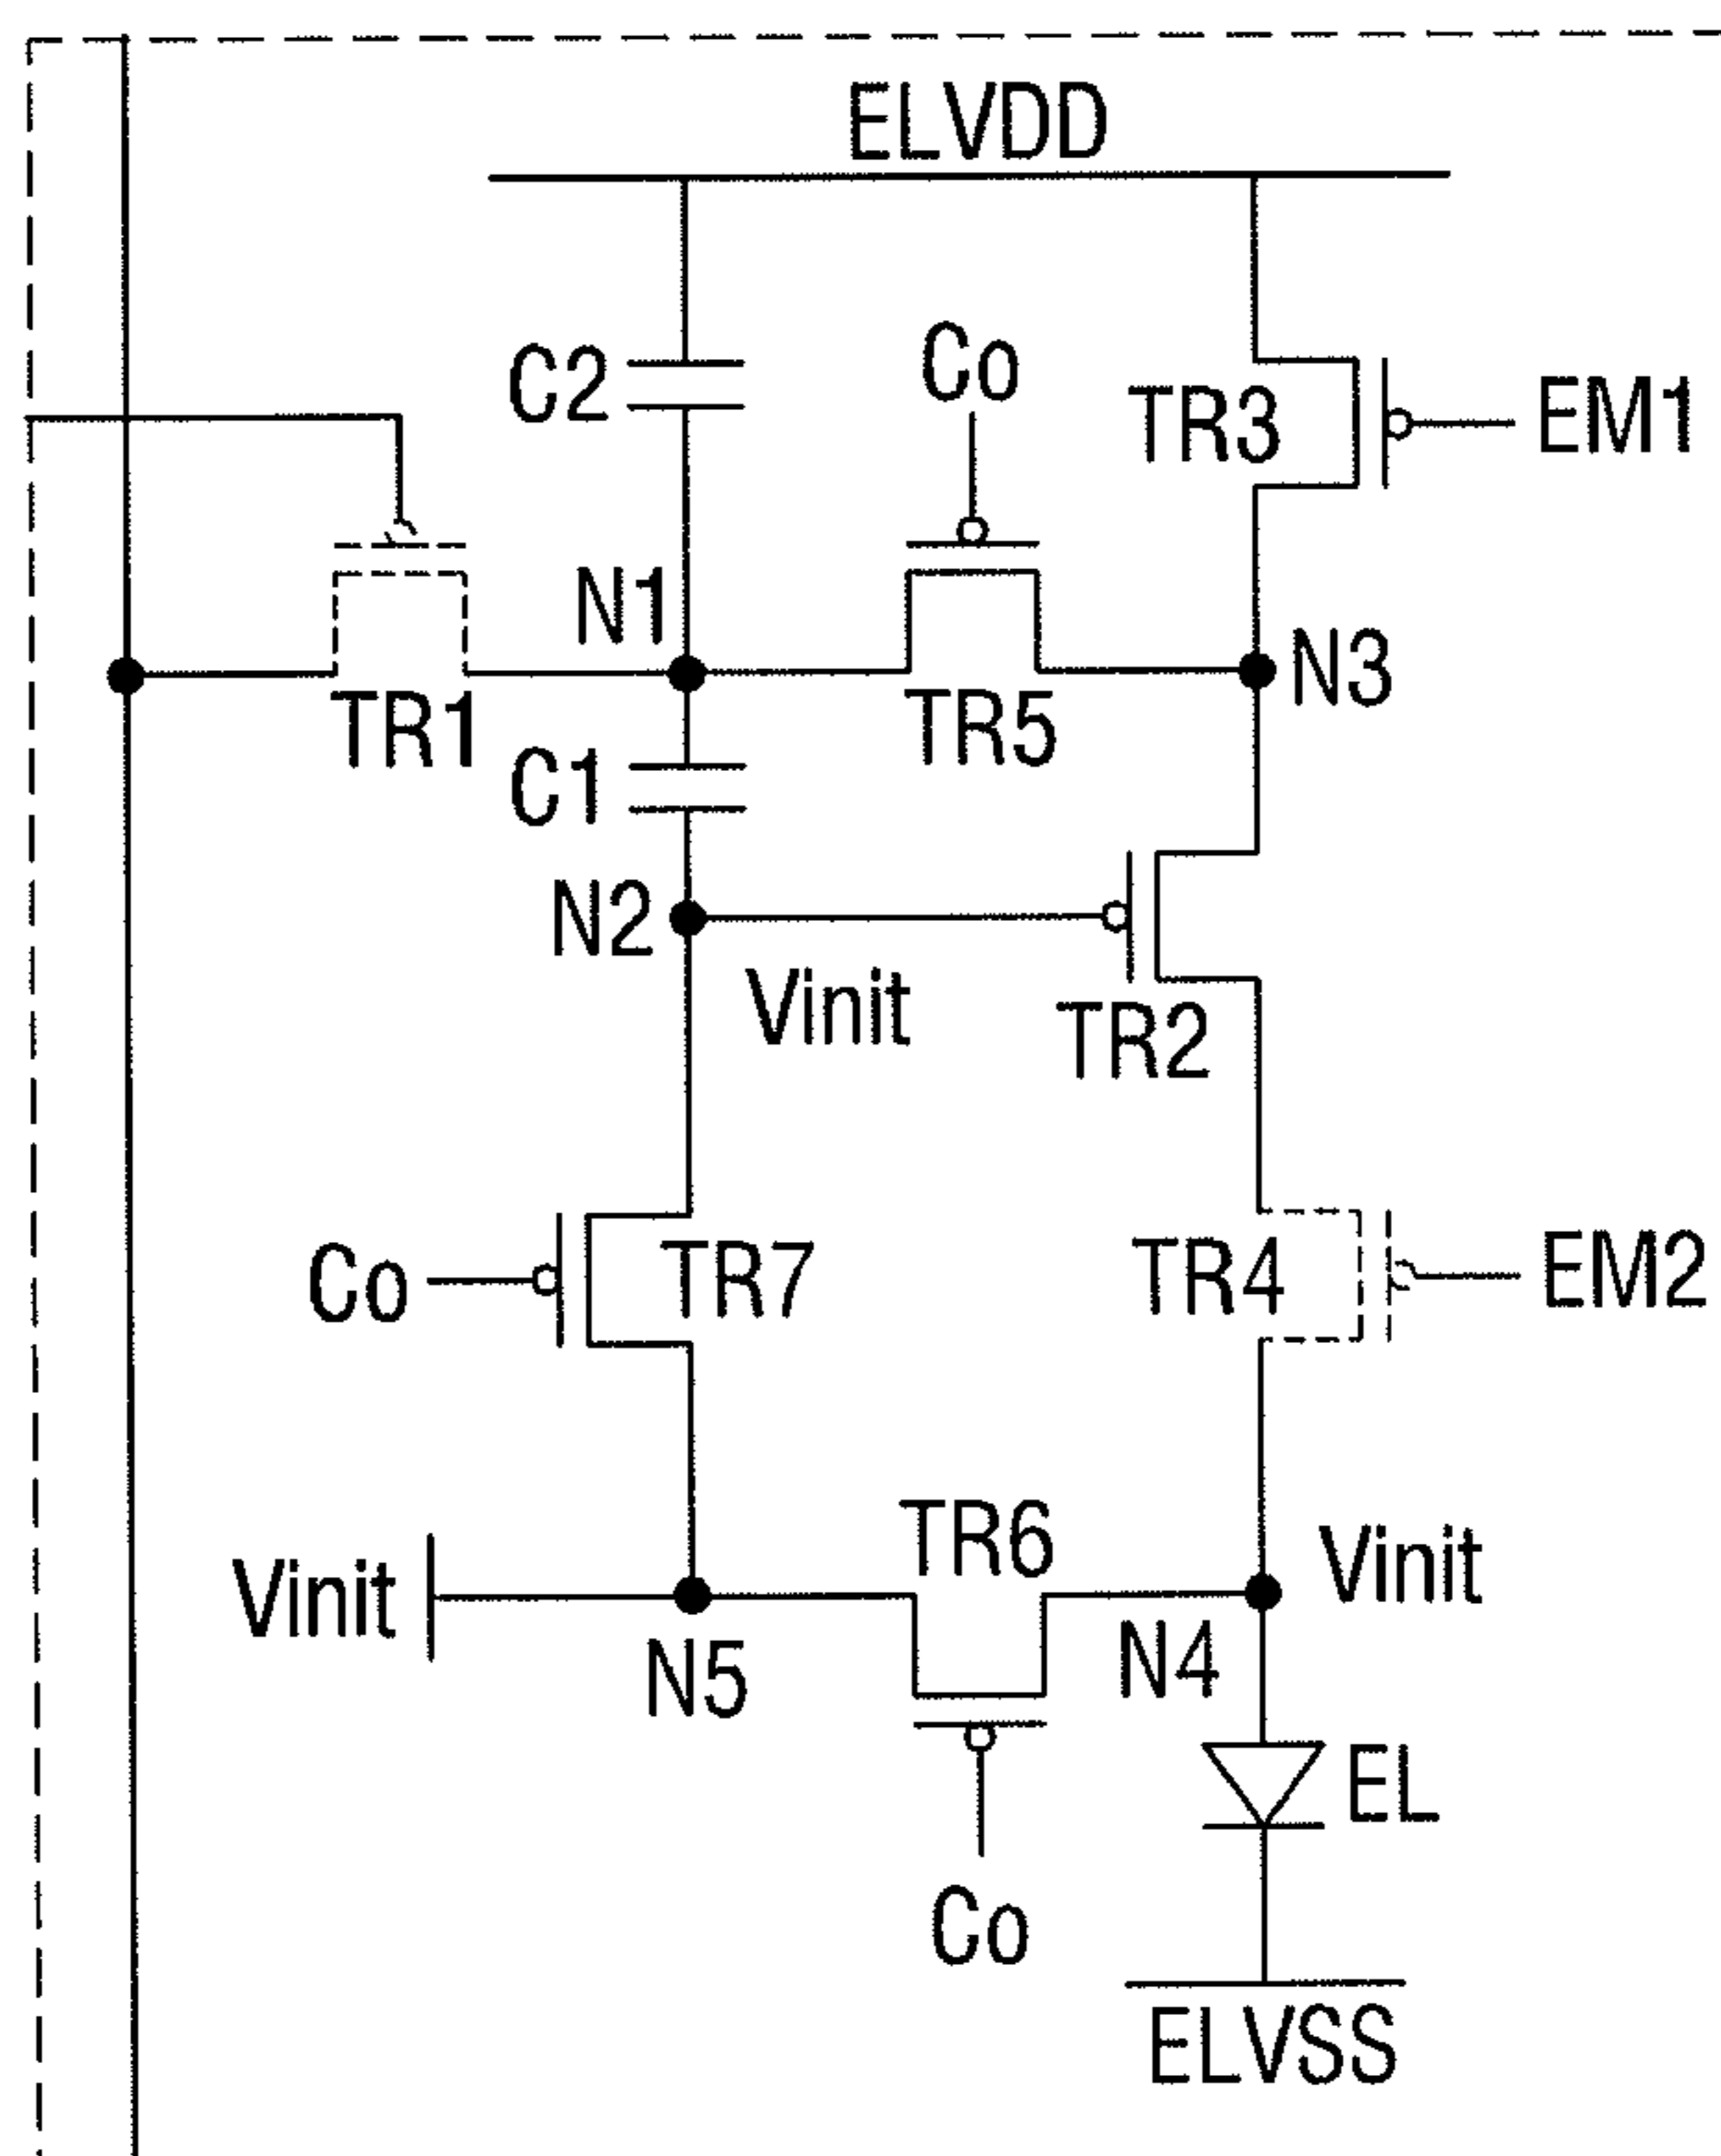 ELVDD
C2
Co
TR3
EM1
N1
N3
TR1
TR5
C1
N2
Vinit
TR2
Co
TR7
TR4
EM2
TR6
Vinit
Vinit
N5
N4
EL
Co
ELVSS